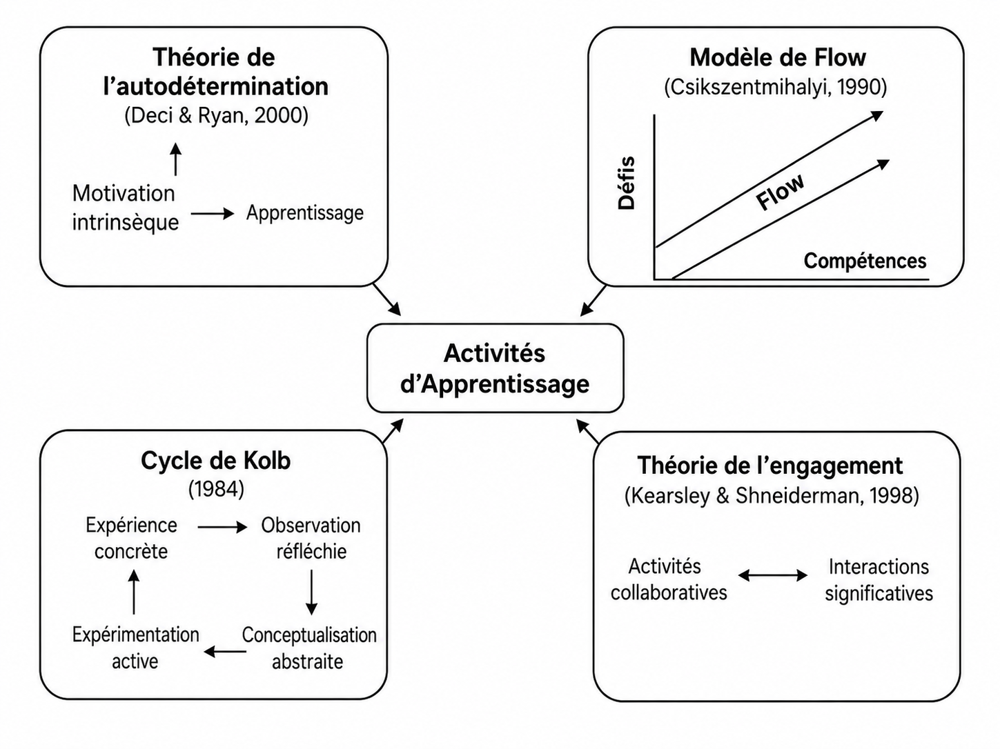 Théorie de
l’autodétermination
(Deci & Ryan, 2000)
Motivation
intrinsèque
Apprentissage
Modèle de Flow
(Csikszentmihalyi, 1990)
Défis
Flow
Compétences
Activités
d’Apprentissage
Cycle de Kolb
(1984)
Expérience
concrète
Observation
réfléchie
Expérimentation
active
Conceptualisation
abstraite
Théorie de l’engagement
(Kearsley & Shneiderman, 1998)
Activités
collaboratives
Interactions
significatives